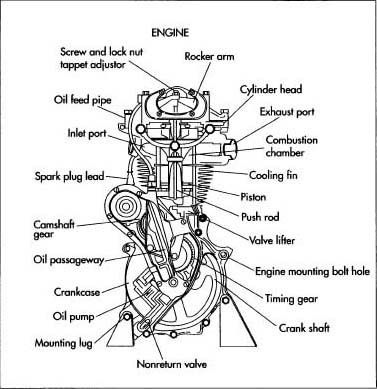 ENGINE
Screw and lock nut
tappet adjustor
Rocker arm
Oil feed pipe
Cylinder head
Exhaust port
Inlet port
Combustion
chamber
Spark plug lead
Cooling fin
Piston
Push rod
Camshaft
gear
Valve lifter
Oil passageway
Engine mounting bolt hole
Crankcase
Timing gear
Oil pump
Crank shaft
Mounting lug
Nonreturn valve